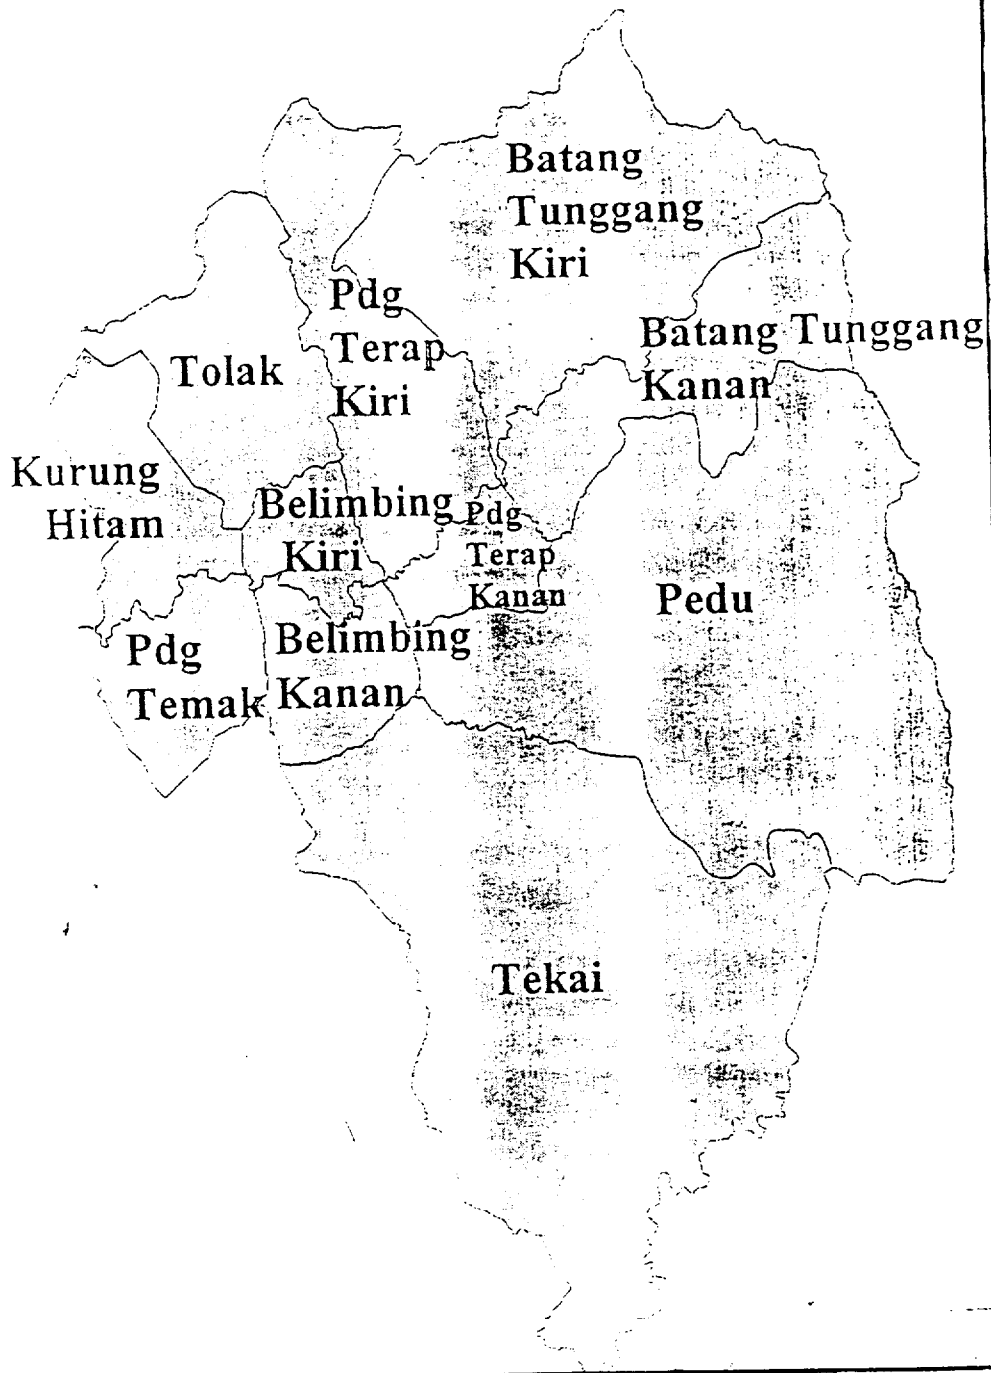 Batang
Tunggang
Kiri
Pdg
Terap
Kiri
Batang Tunggang
Kanan
Tolak
Kurung
Hitam
Belimbing
Kiri
Pdg
Terap
Kanan
Pedu
Pdg
Temak
Belimbing
Kanan
Tekai